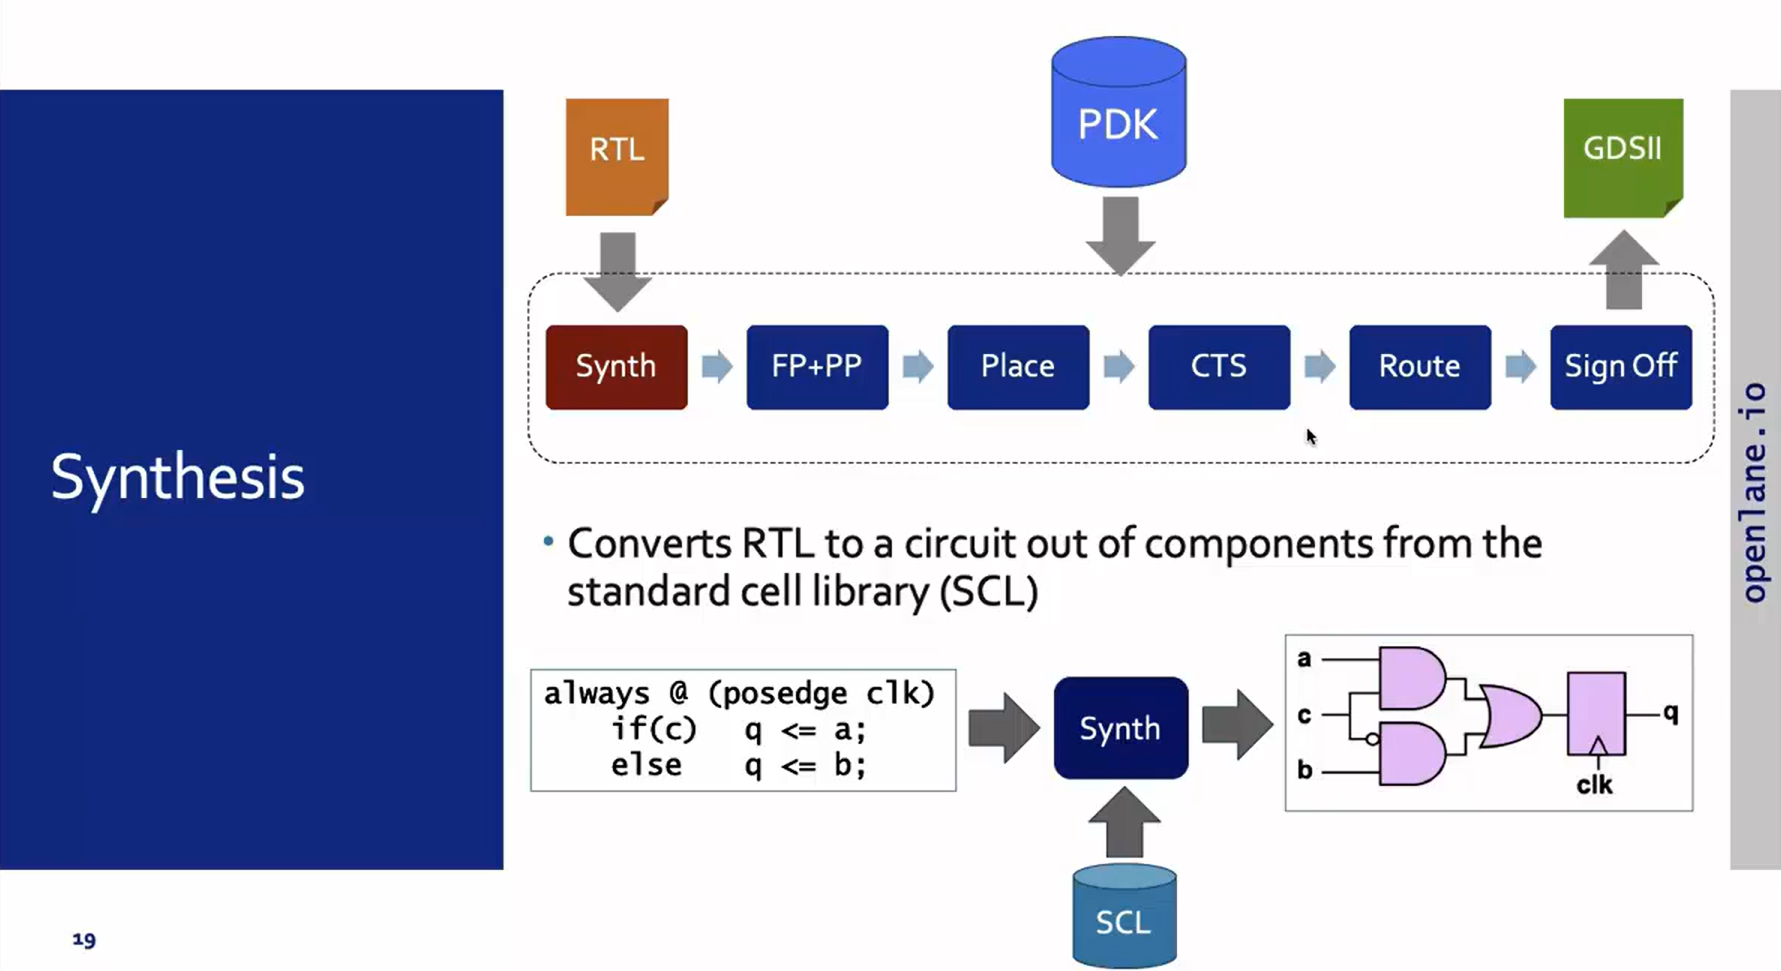 RTL
PDK
GDSII
Synth
FP+PP
Place
CTS
Route
Sign Off
Synthesis
• Converts RTL to a circuit out of components from the
standard cell library (SCL)
always @ (posedge clk)
if(c) q <= a;
else q <= b;
Synth
SCL
a
c
b
q
clk
openlane.io
19